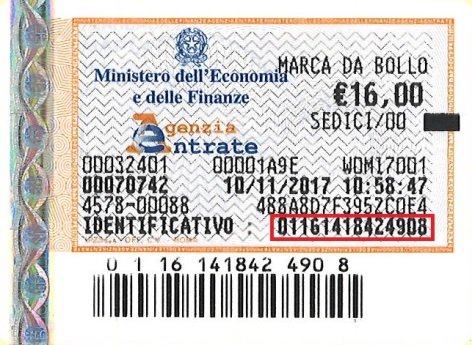 Ministero dell'Economia
e delle Finanze
MARCA DA BOLLO
€16,00
SEDICI/00
Agenzia
Entrate
00032401 00001A9E W0M17001
00070742 10/11/2017 10:58:47
4578-00088 488A8D7F3952C0E4
IDENTIFICATIVO : 01161418424908
0 1 16 141842 490 8